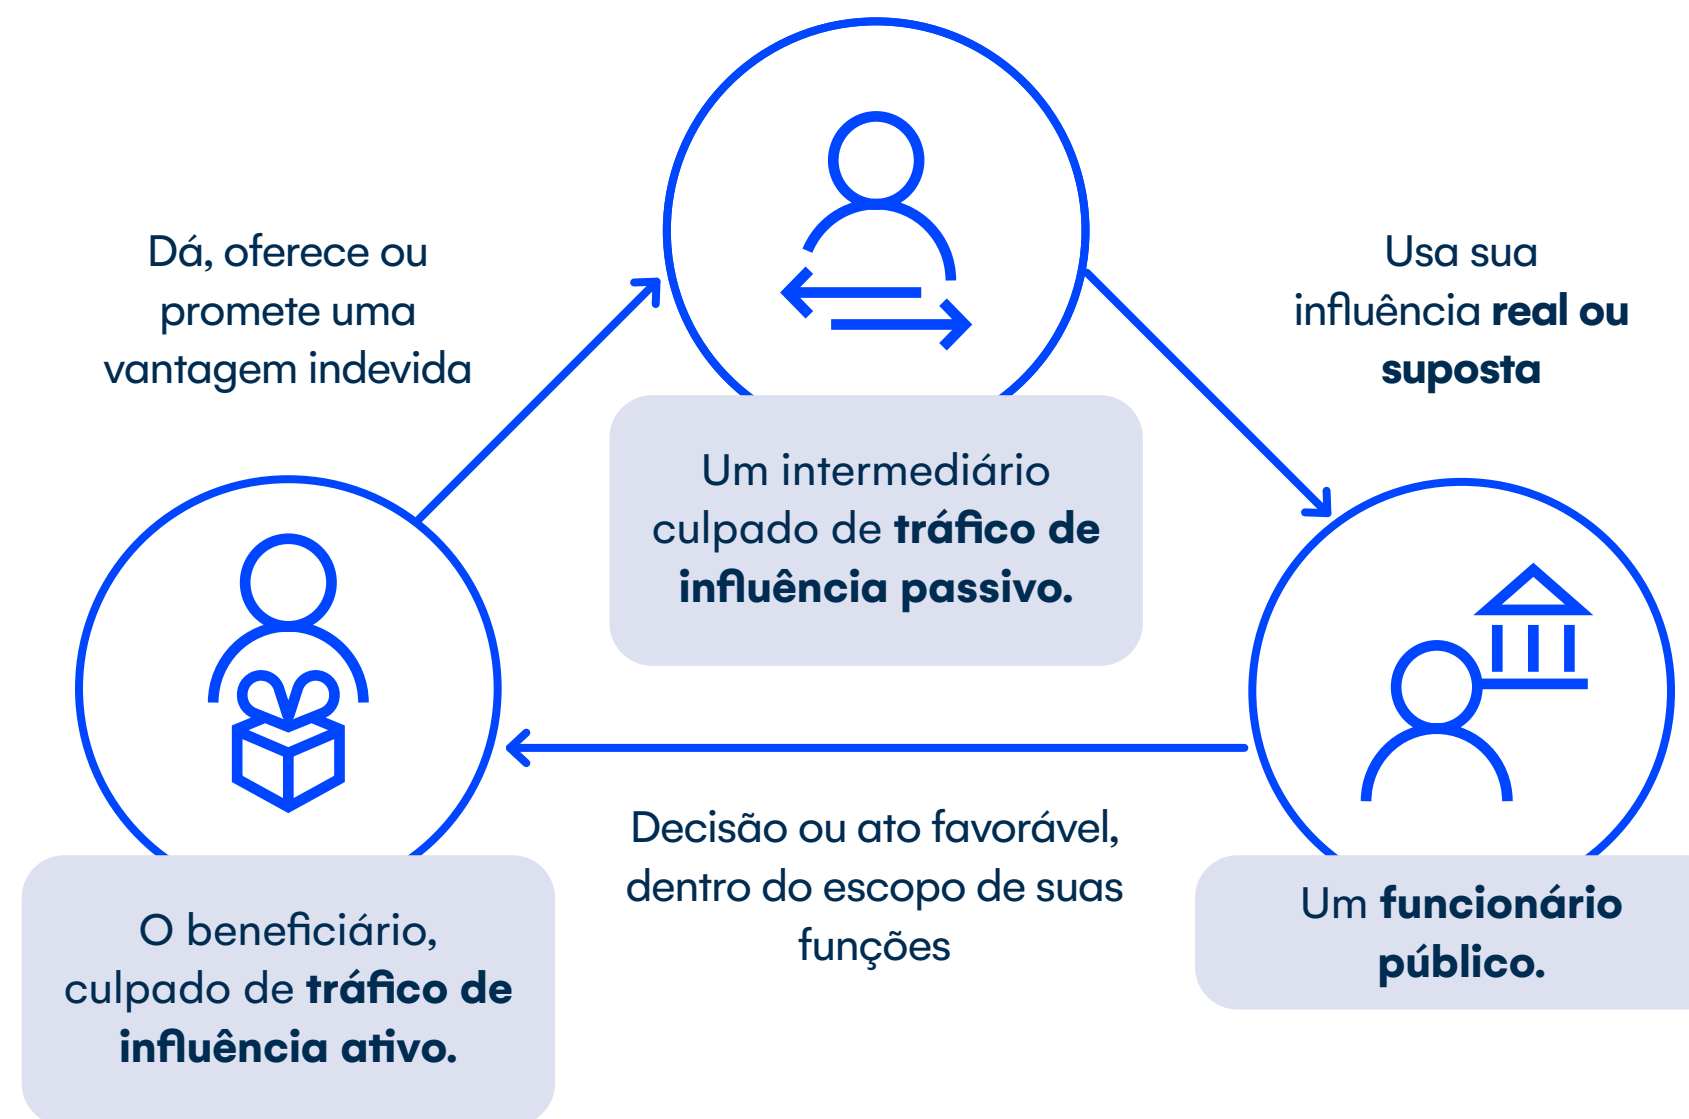 Dá, oferece ou
promete uma
vantagem indevida
Usa sua
influência real ou
suposta
Um intermediário
culpado de tráfico de
influência passivo.
Decisão ou ato favorável,
dentro do escopo de suas
funções
O beneficiário,
culpado de tráfico de
influência ativo.
Um funcionário
público.